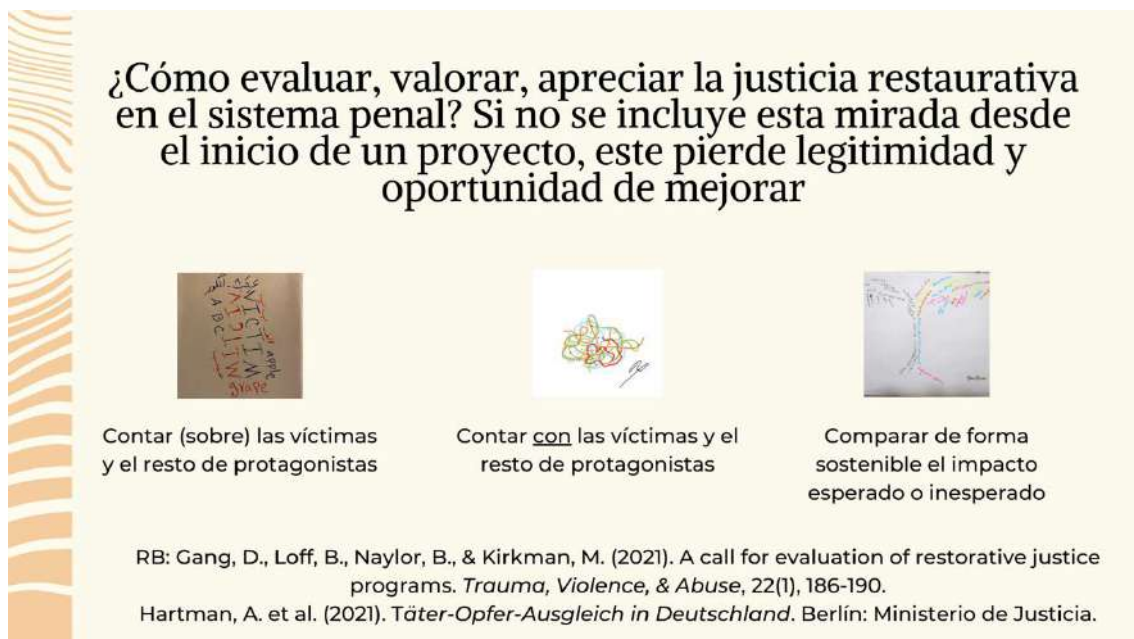 ¿Cómo evaluar, valorar, apreciar la justicia restaurativa
en el sistema penal? Si no se incluye esta mirada desde
el inicio de un proyecto, este pierde legitimidad y
oportunidad de mejorar
A B C
VICTIM
apple
grape
Contar (sobre) las víctimas
y el resto de protagonistas
Contar con las víctimas y el
resto de protagonistas
Comparar de forma
sostenible el impacto
esperado o inesperado
RB: Gang, D., Loff, B., Naylor, B., & Kirkman, M. (2021). A call for evaluation of restorative justice
programs. Trauma, Violence, & Abuse, 22(1), 186-190.
Hartman, A. et al. (2021). Täter-Opfer-Ausgleich in Deutschland. Berlín: Ministerio de Justicia.